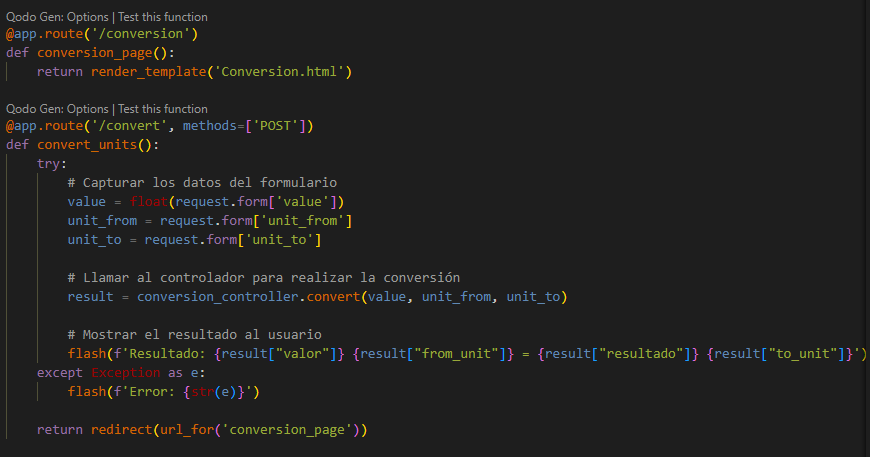 Qodo Gen: Options | Test this function
@app.route('/conversion')
def conversion_page():
    return render_template('Conversion.html')
Qodo Gen: Options | Test this function
@app.route('/convert', methods=['POST'])
def convert_units():
    try:
        # Capturar los datos del formulario
        value = float(request.form['value'])
        unit_from = request.form['unit_from']
        unit_to = request.form['unit_to']
        # Llamar al controlador para realizar la conversión
        result = conversion_controller.convert(value, unit_from, unit_to)
        # Mostrar el resultado al usuario
        flash(f'Resultado: {result["valor"]} {result["from_unit"]} = {result["resultado"]} {result["to_unit"]}')
    except Exception as e:
        flash(f'Error: {str(e)}')
    return redirect(url_for('conversion_page'))